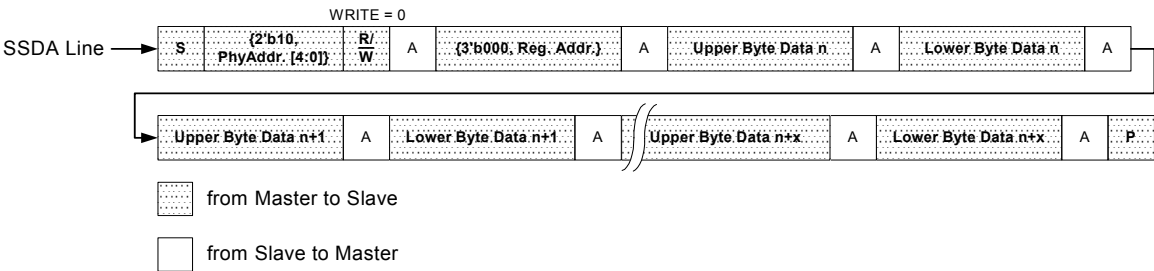 WRITE = 0
SSDA Line
S
{2'b10,
PhyAddr. [4:0]}
R/
W
A
{3'b000, Reg. Addr.}
A
Upper Byte Data n
A
Lower Byte Data n
A
Upper Byte Data n+1
A
Lower Byte Data n+1
A
Upper Byte Data n+x
A
Lower Byte Data n+x
A
P
from Master to Slave
from Slave to Master